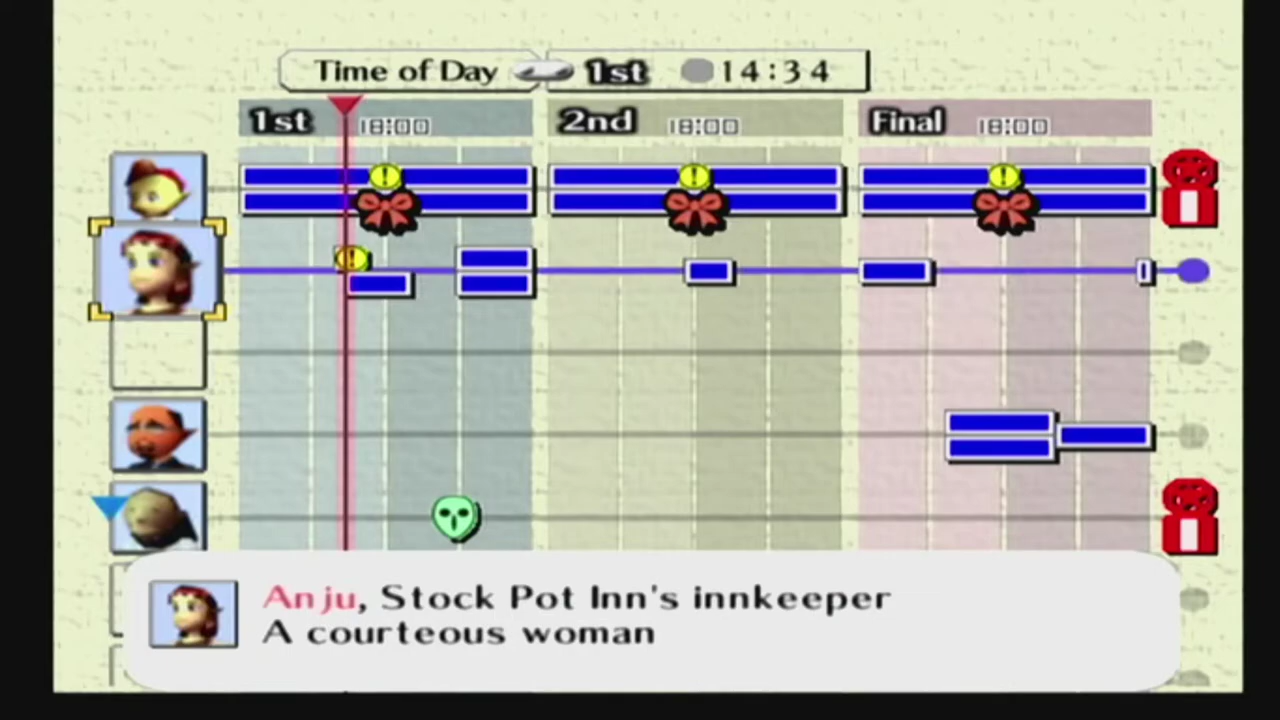 Time of Day 1st 14:34
1st 18:00 2nd 18:00 Final 18:00
Anju, Stock Pot Inn's innkeeper
A courteous woman